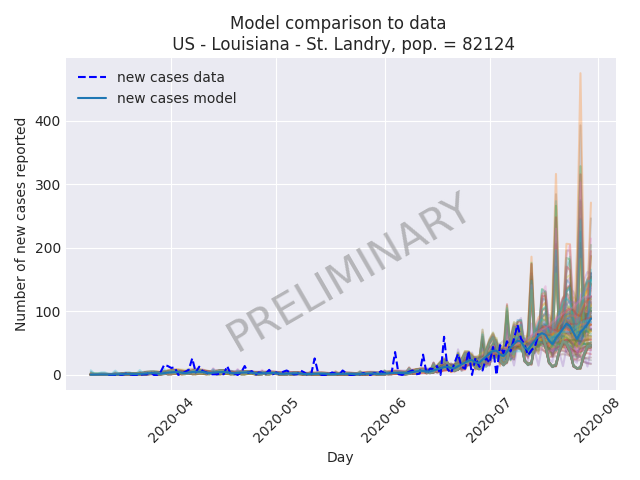 Model comparison to data
US - Louisiana - St. Landry, pop. = 82124
new cases data
new cases model
PRELIMINARY
Number of new cases reported
400
300
200
100
0
2020-04
2020-05
2020-06
2020-07
2020-08
Day